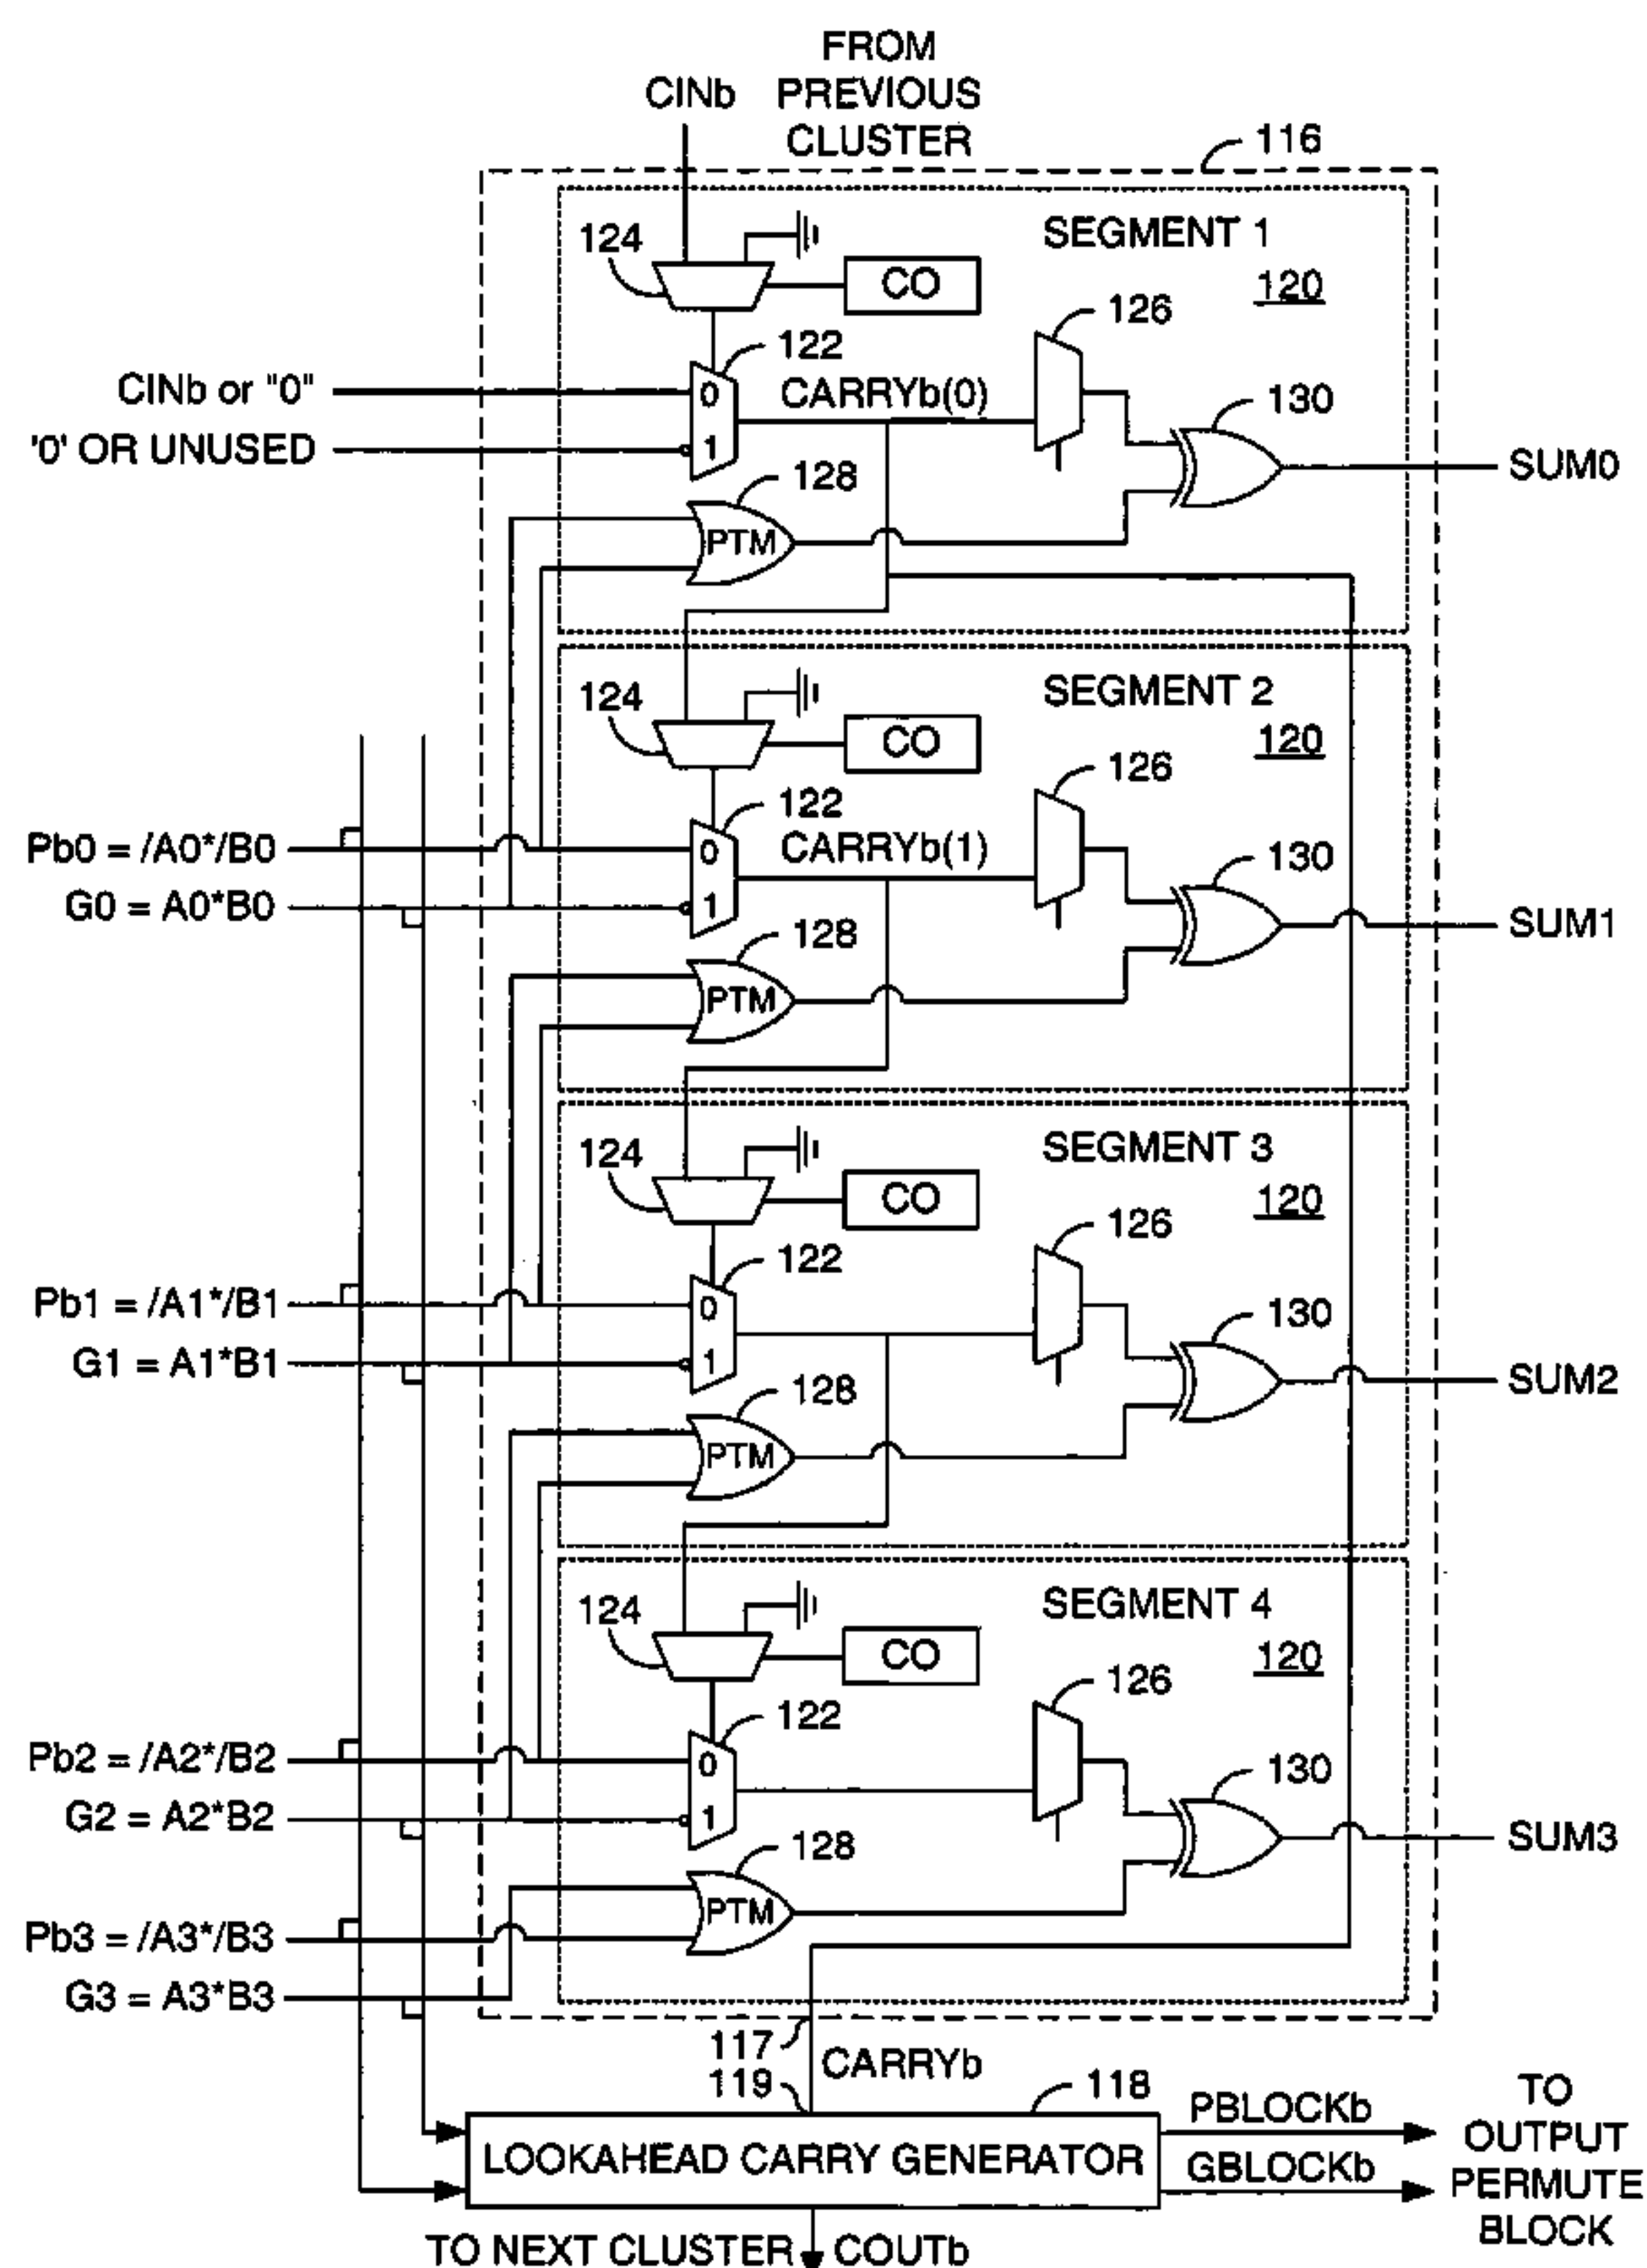 FROM
PREVIOUS
CLUSTER
CINb
116
SEGMENT 1
120
124
CO
126
122
CINb or "0"
0
CARRYb(0)
130
'0' OR UNUSED
1
SUM0
128
PTM
SEGMENT 2
120
124
CO
126
122
Pb0 = /A0*/B0
0
CARRYb(1)
130
G0 = A0*B0
1
SUM1
128
PTM
SEGMENT 3
120
124
CO
126
122
Pb1 = /A1*/B1
0
130
G1 = A1*B1
1
SUM2
128
PTM
SEGMENT 4
120
124
CO
126
122
Pb2 = /A2*/B2
0
130
G2 = A2*B2
1
SUM3
128
PTM
Pb3 = /A3*/B3
G3 = A3*B3
117
CARRYb
119
118
LOOKAHEAD CARRY GENERATOR
PBLOCKb
GBLOCKb
TO
OUTPUT
PERMUTE
BLOCK
TO NEXT CLUSTER
COUTb